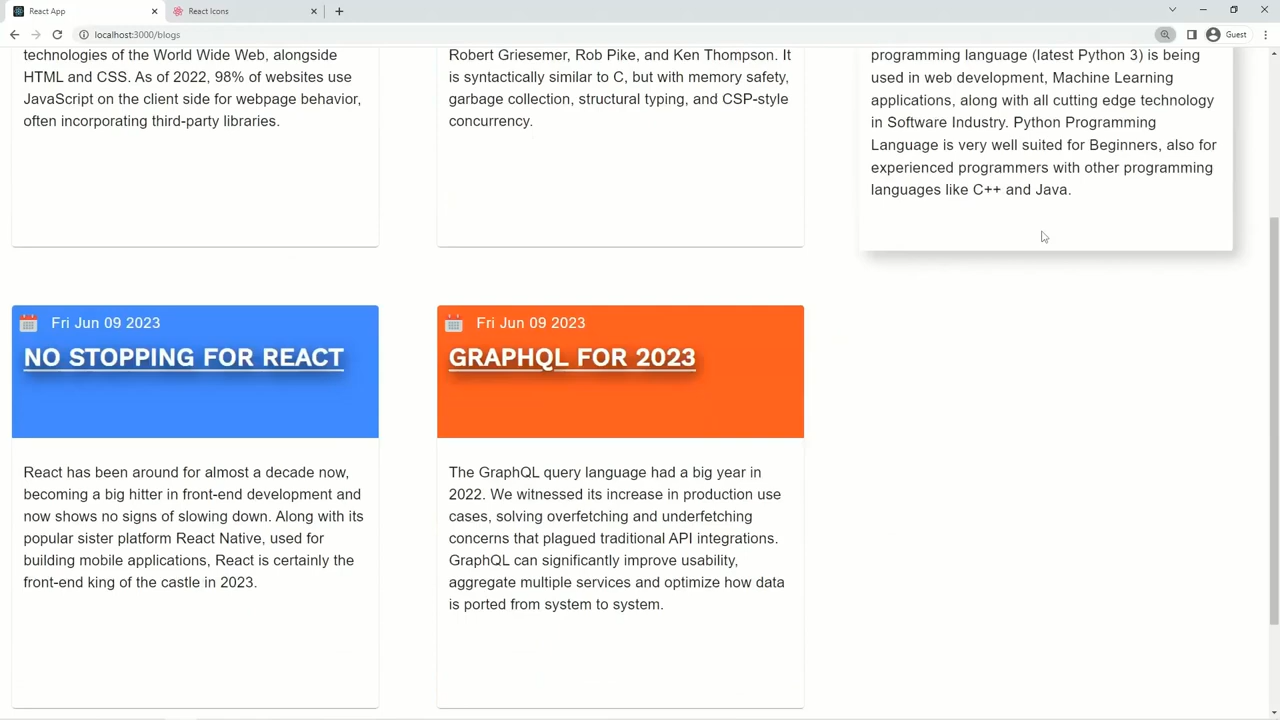 React App
React Icons
localhost:3000/blogs
Guest
technologies of the World Wide Web, alongside
HTML and CSS. As of 2022, 98% of websites use
JavaScript on the client side for webpage behavior,
often incorporating third-party libraries.
Robert Griesemer, Rob Pike, and Ken Thompson. It
is syntactically similar to C, but with memory safety,
garbage collection, structural typing, and CSP-style
concurrency.
programming language (latest Python 3) is being
used in web development, Machine Learning
applications, along with all cutting edge technology
in Software Industry. Python Programming
Language is very well suited for Beginners, also for
experienced programmers with other programming
languages like C++ and Java.
Fri Jun 09 2023
NO STOPPING FOR REACT
React has been around for almost a decade now,
becoming a big hitter in front-end development and
now shows no signs of slowing down. Along with its
popular sister platform React Native, used for
building mobile applications, React is certainly the
front-end king of the castle in 2023.
Fri Jun 09 2023
GRAPHQL FOR 2023
The GraphQL query language had a big year in
2022. We witnessed its increase in production use
cases, solving overfetching and underfetching
concerns that plagued traditional API integrations.
GraphQL can significantly improve usability,
aggregate multiple services and optimize how data
is ported from system to system.